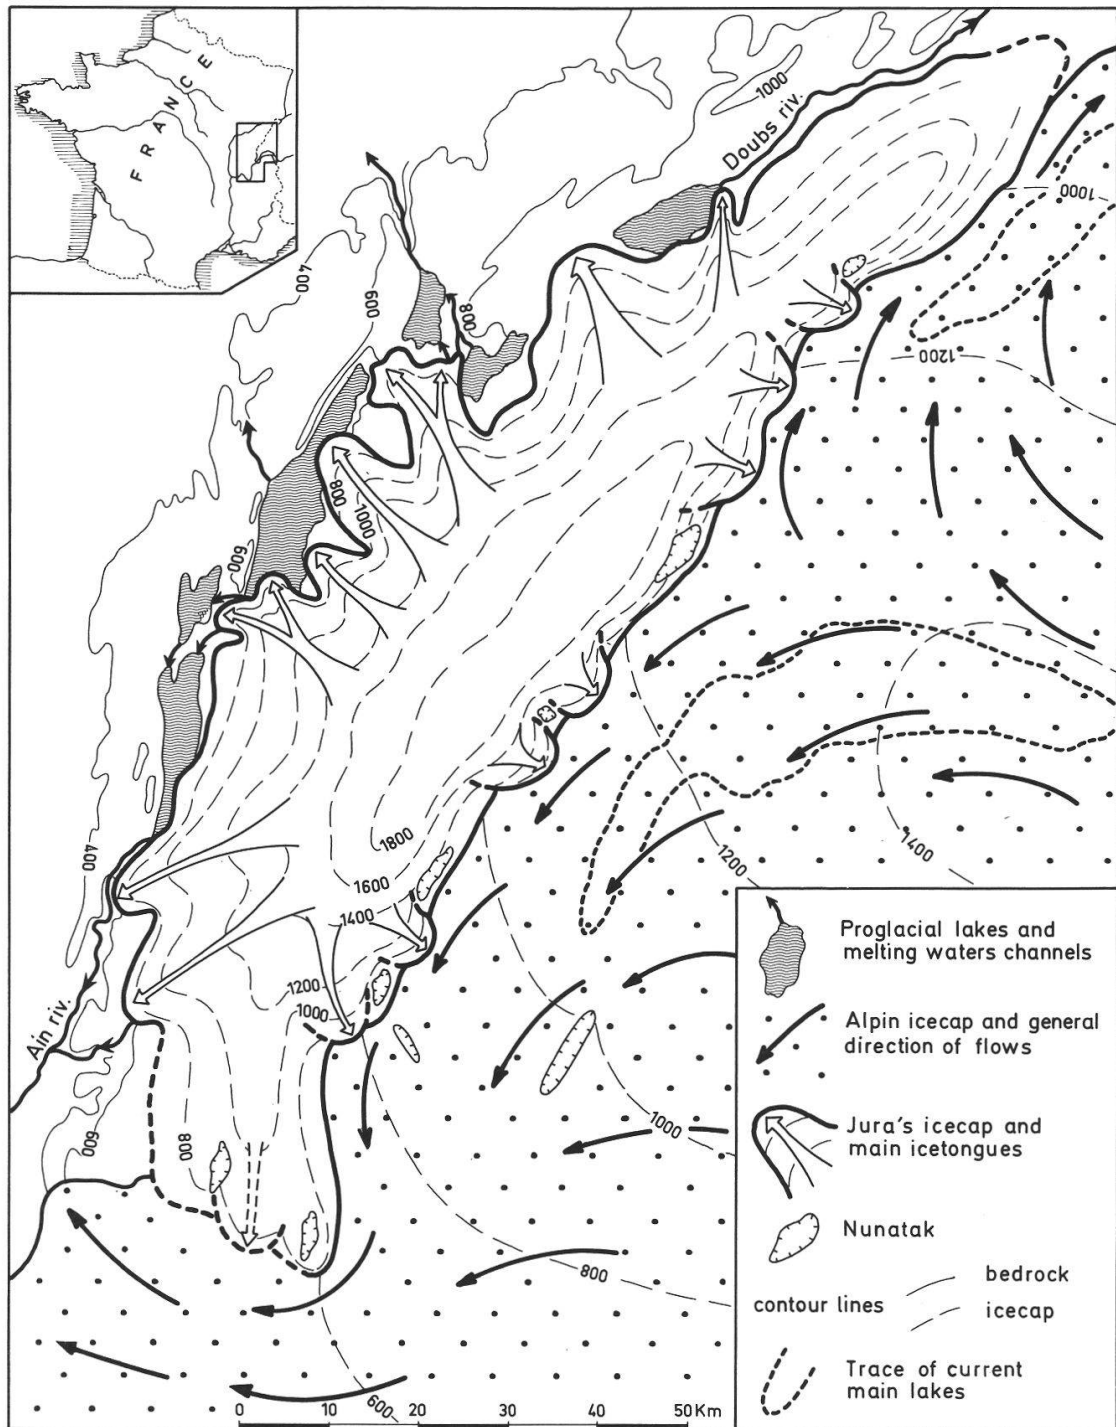 FRANCE
1000
Doubs riv.
1000
400
600
800
1200
800
1000
600
1800
1600
1400
400
1200
1400
1200
1000
Ain riv.
600
800
1000
800
600
Proglacial lakes and
melting waters channels
Alpin icecap and general
direction of flows
Jura's icecap and
main icetongues
Nunatak
bedrock
contour lines
icecap
Trace of current
main lakes
0 10 20 30 40 50 Km